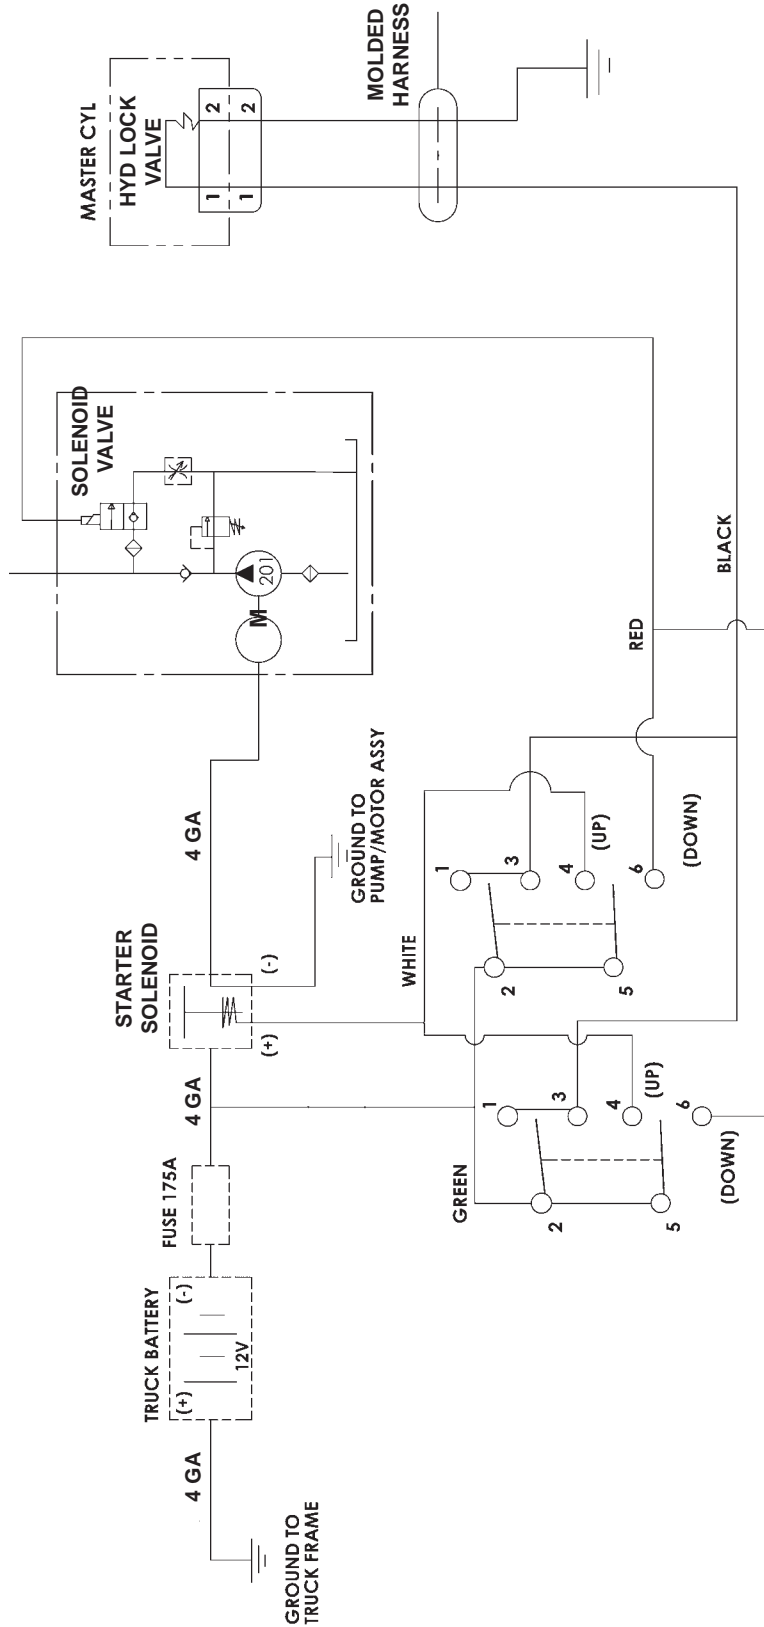 MASTER CYL
HYD LOCK
VALVE
1
2
1
2
MOLDED
HARNESS
SOLENOID
VALVE
M
201
RED
BLACK
4 GA
GROUND TO
PUMP/MOTOR ASSY
STARTER
SOLENOID
(+)
(-)
WHITE
1
3
4
(UP)
6
(DOWN)
2
5
4 GA
FUSE 175A
GREEN
1
3
4
(UP)
6
(DOWN)
2
5
TRUCK BATTERY
(+)
(-)
12V
4 GA
GROUND TO
TRUCK FRAME